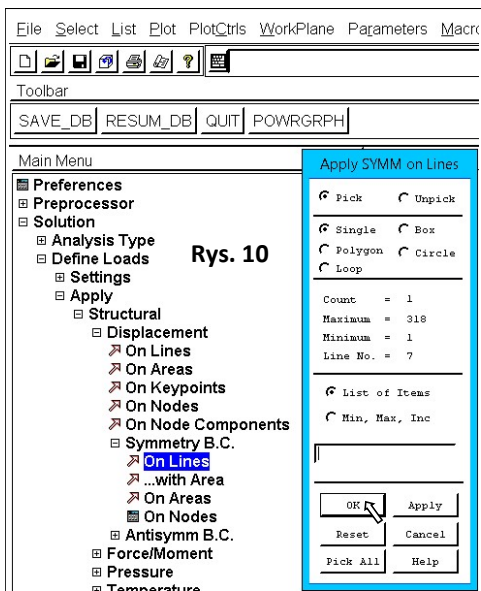 File Select List Plot PlotCtrls WorkPlane Parameters Macro
Toolbar
SAVE_DB RESUM_DB QUIT POWRGRPH
Main Menu
Preferences
Preprocessor
Solution
Analysis Type
Define Loads
Settings
Apply
Structural
Displacement
On Lines
On Areas
On Keypoints
On Nodes
On Node Components
Symmetry B.C.
On Lines
...with Area
On Areas
On Nodes
Antisymm B.C.
Force/Moment
Pressure
Temperature
Rys. 10
Apply SYMM on Lines
Pick Unpick
Single Box
Polygon Circle
Loop
Count = 1
Maximum = 318
Minimum = 1
Line No. = 7
List of Items
Min, Max, Inc
OK Apply
Reset Cancel
Pick All Help